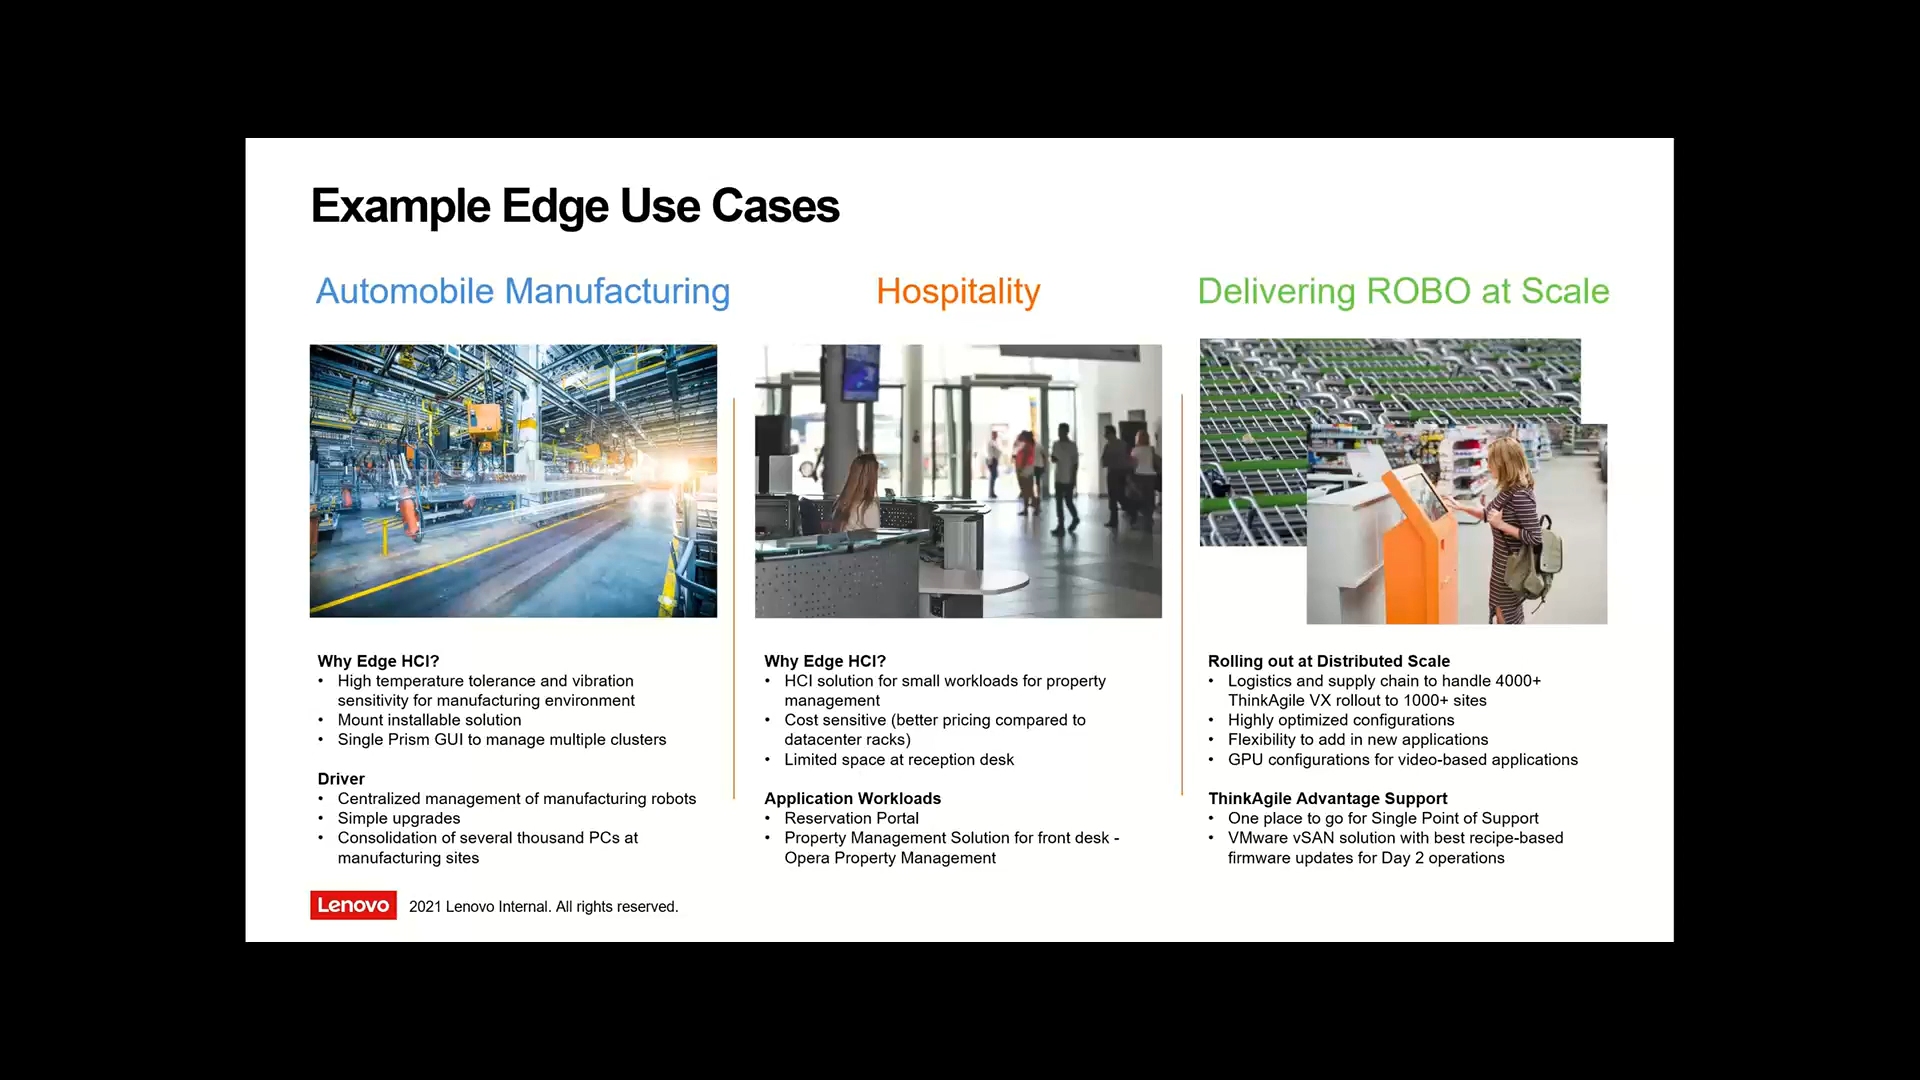 Example Edge Use Cases
Automobile Manufacturing
Why Edge HCI?
• High temperature tolerance and vibration
sensitivity for manufacturing environment
• Mount installable solution
• Single Prism GUI to manage multiple clusters
Driver
• Centralized management of manufacturing robots
• Simple upgrades
• Consolidation of several thousand PCs at
manufacturing sites
Hospitality
Why Edge HCI?
• HCI solution for small workloads for property
management
• Cost sensitive (better pricing compared to
datacenter racks)
• Limited space at reception desk
Application Workloads
• Reservation Portal
• Property Management Solution for front desk -
Opera Property Management
Delivering ROBO at Scale
Rolling out at Distributed Scale
• Logistics and supply chain to handle 4000+
ThinkAgile VX rollout to 1000+ sites
• Highly optimized configurations
• Flexibility to add in new applications
• GPU configurations for video-based applications
ThinkAgile Advantage Support
• One place to go for Single Point of Support
• VMware vSAN solution with best recipe-based
firmware updates for Day 2 operations
Lenovo 2021 Lenovo Internal. All rights reserved.